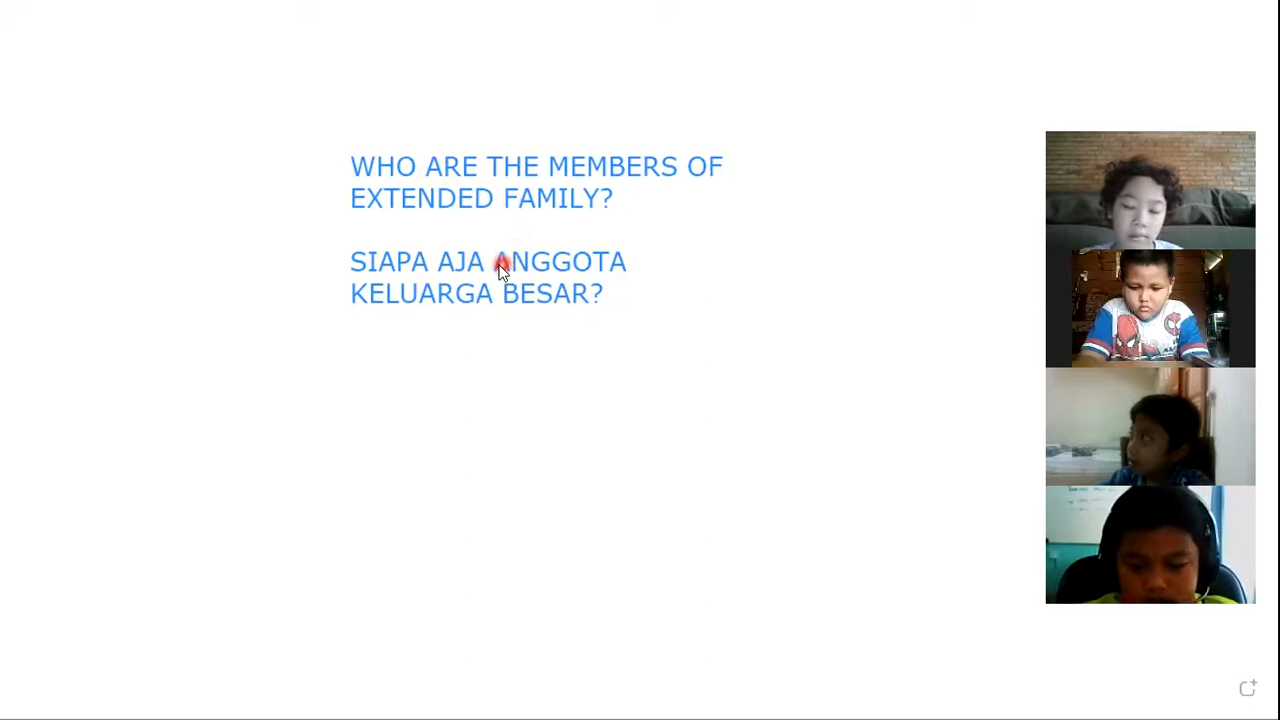 WHO ARE THE MEMBERS OF
EXTENDED FAMILY?
SIAPA AJA ANGGOTA
KELUARGA BESAR?